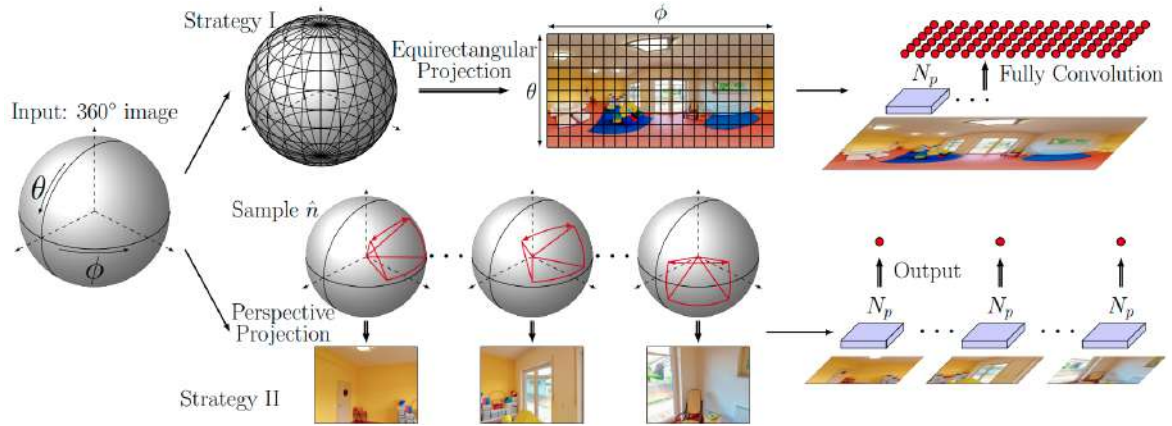 Strategy I
Input: 360° image
θ
ϕ
Equirectangular
Projection
ϕ
θ
N_p
Fully Convolution
Sample n̂
Perspective
Projection
Strategy II
Output
N_p
N_p
N_p